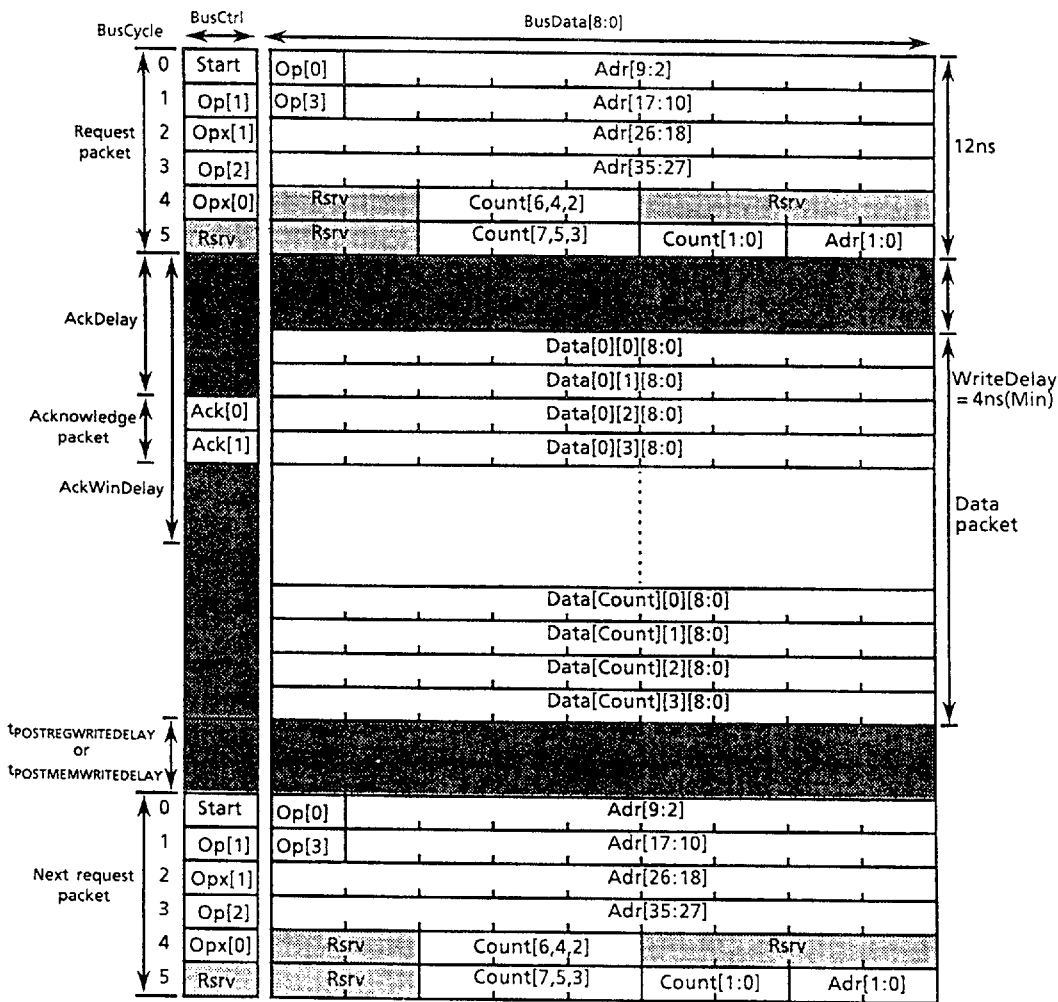 BusCycle BusCtrl BusData[8:0]
0 Start Op[0] Adr[9:2]
1 Op[1] Op[3] Adr[17:10]
Request packet
2 Opx[1] Adr[26:18]
12ns
3 Op[2] Adr[35:27]
4 Opx[0] Rsrv Count[6,4,2] Rsrv
5 Rsrv Rsrv Count[7,5,3] Count[1:0] Adr[1:0]
AckDelay
Data[0][0][8:0]
Data[0][1][8:0]
WriteDelay
= 4ns(Min)
Acknowledge
packet
Ack[0] Data[0][2][8:0]
Ack[1] Data[0][3][8:0]
AckWinDelay
Data
packet
Data[Count][0][8:0]
Data[Count][1][8:0]
Data[Count][2][8:0]
Data[Count][3][8:0]
tPOSTREGWRITEDELAY
or
tPOSTMEMWRITEDELAY
0 Start Op[0] Adr[9:2]
1 Op[1] Op[3] Adr[17:10]
Next request
packet
2 Opx[1] Adr[26:18]
3 Op[2] Adr[35:27]
4 Opx[0] Rsrv Count[6,4,2] Rsrv
5 Rsrv Rsrv Count[7,5,3] Count[1:0] Adr[1:0]